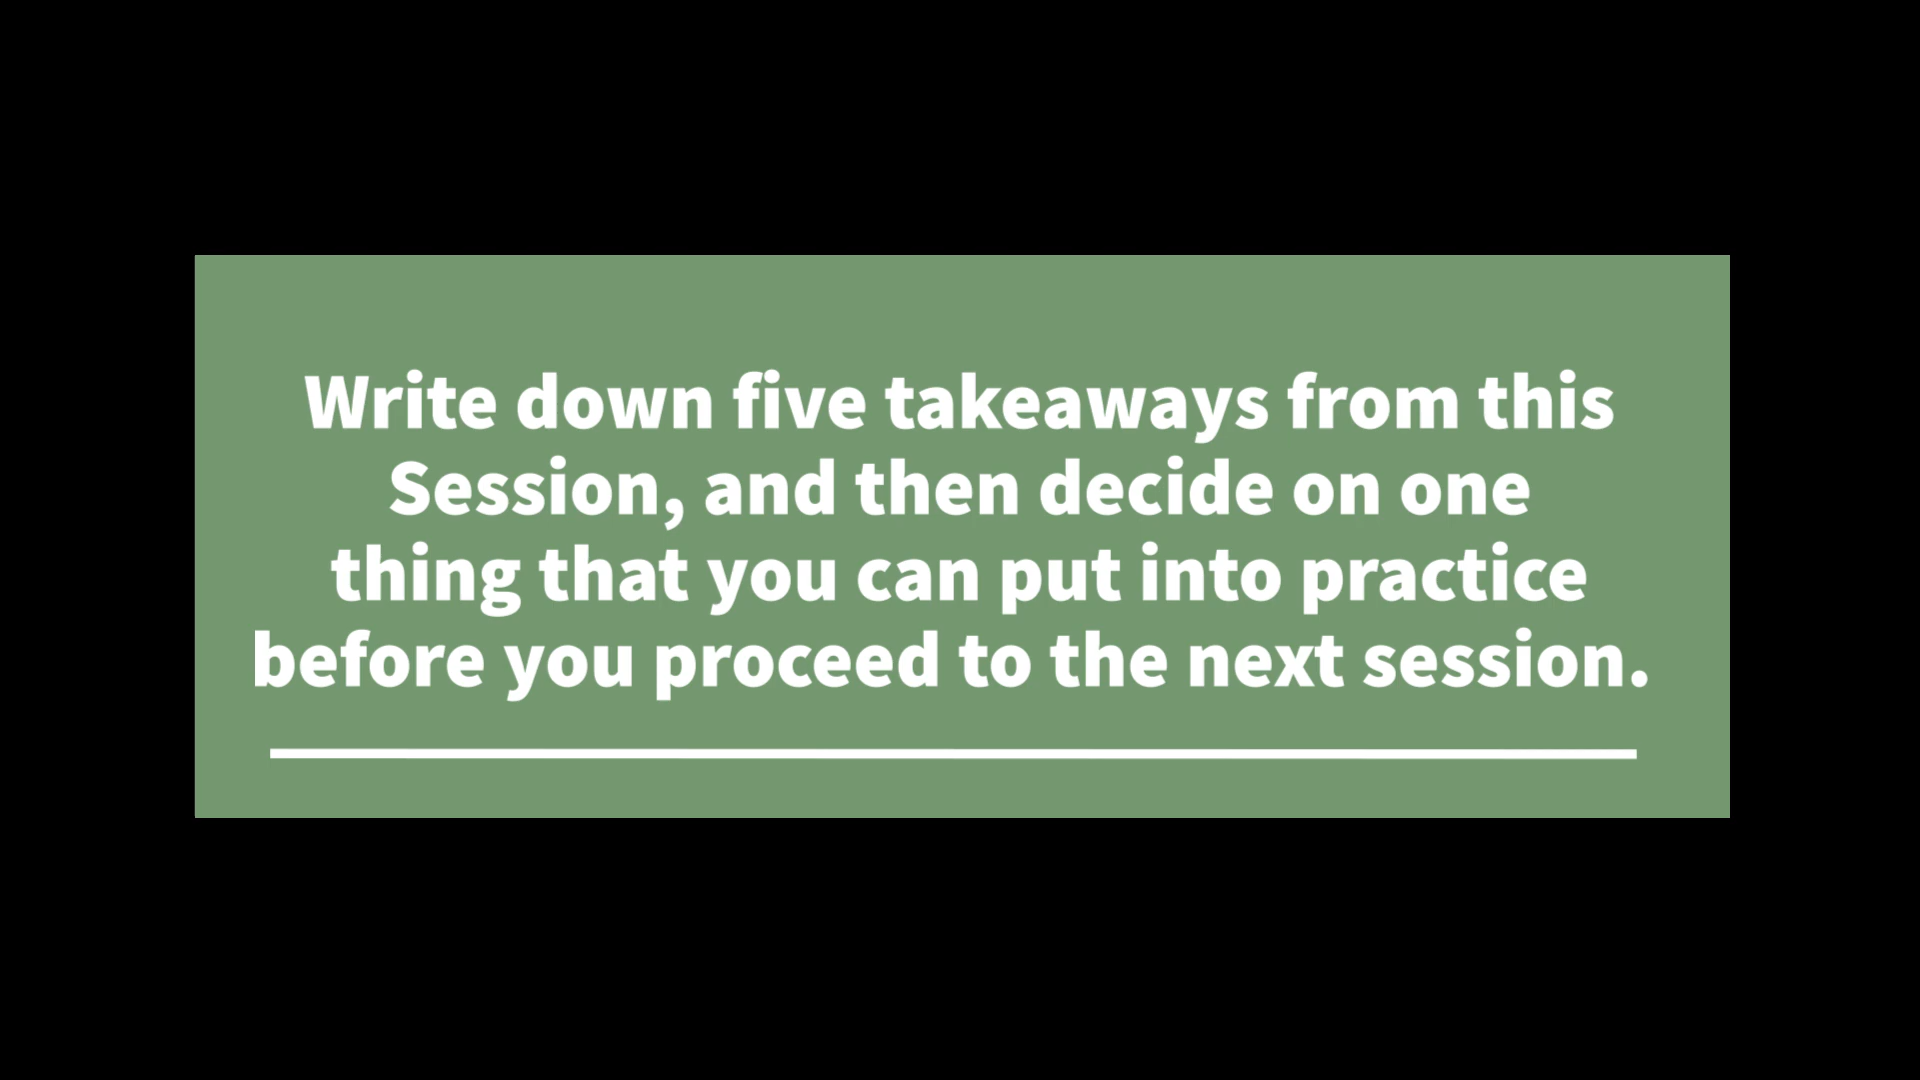 Write down five takeaways from this
Session, and then decide on one
thing that you can put into practice
before you proceed to the next session.